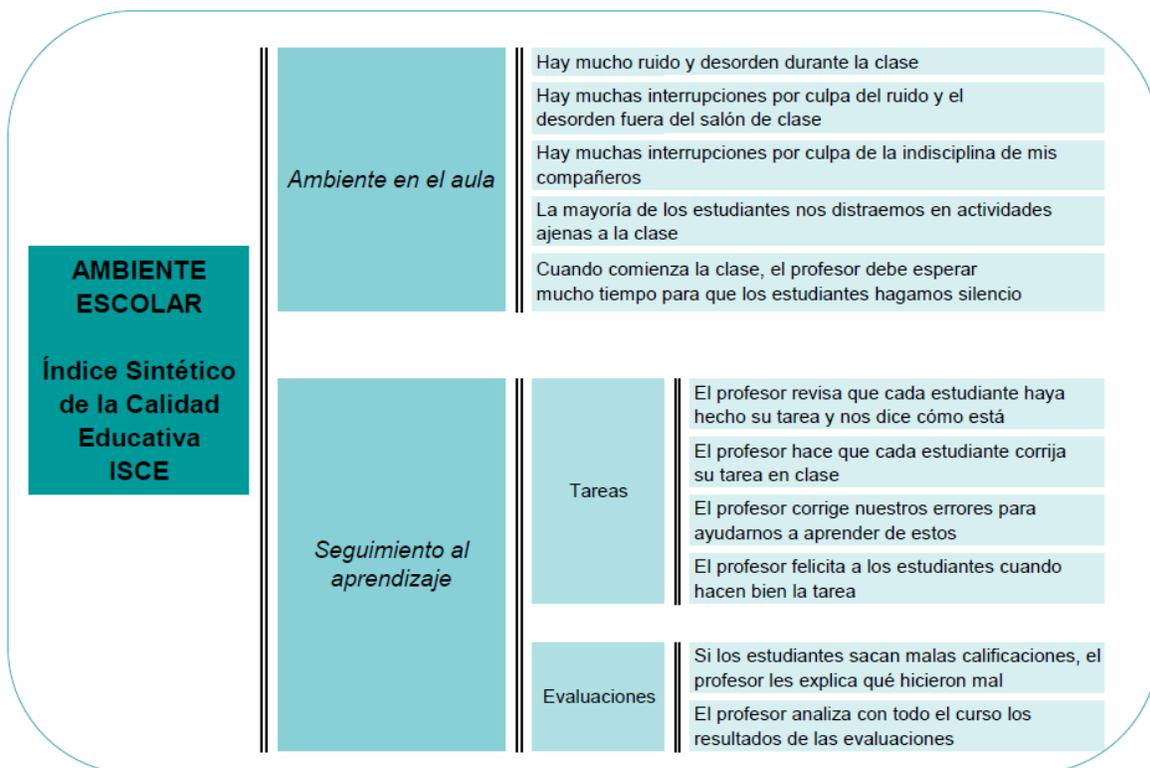 AMBIENTE
ESCOLAR
Índice Sintético
de la Calidad
Educativa
ISCE
Ambiente en el aula
Hay mucho ruido y desorden durante la clase
Hay muchas interrupciones por culpa del ruido y el
desorden fuera del salón de clase
Hay muchas interrupciones por culpa de la indisciplina de mis
compañeros
La mayoría de los estudiantes nos distraemos en actividades
ajenas a la clase
Cuando comienza la clase, el profesor debe esperar
mucho tiempo para que los estudiantes hagamos silencio
Seguimiento al
aprendizaje
Tareas
El profesor revisa que cada estudiante haya
hecho su tarea y nos dice cómo está
El profesor hace que cada estudiante corrija
su tarea en clase
El profesor corrige nuestros errores para
ayudarnos a aprender de estos
El profesor felicita a los estudiantes cuando
hacen bien la tarea
Evaluaciones
Si los estudiantes sacan malas calificaciones, el
profesor les explica qué hicieron mal
El profesor analiza con todo el curso los
resultados de las evaluaciones